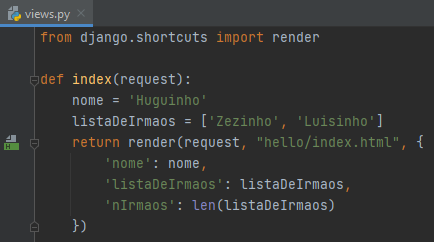 views.py
from django.shortcuts import render
def index(request):
nome = 'Huguinho'
listaDeIrmaos = ['Zezinho', 'Luisinho']
return render(request, "hello/index.html", {
'nome': nome,
'listaDeIrmaos': listaDeIrmaos,
'nIrmaos': len(listaDeIrmaos)
})